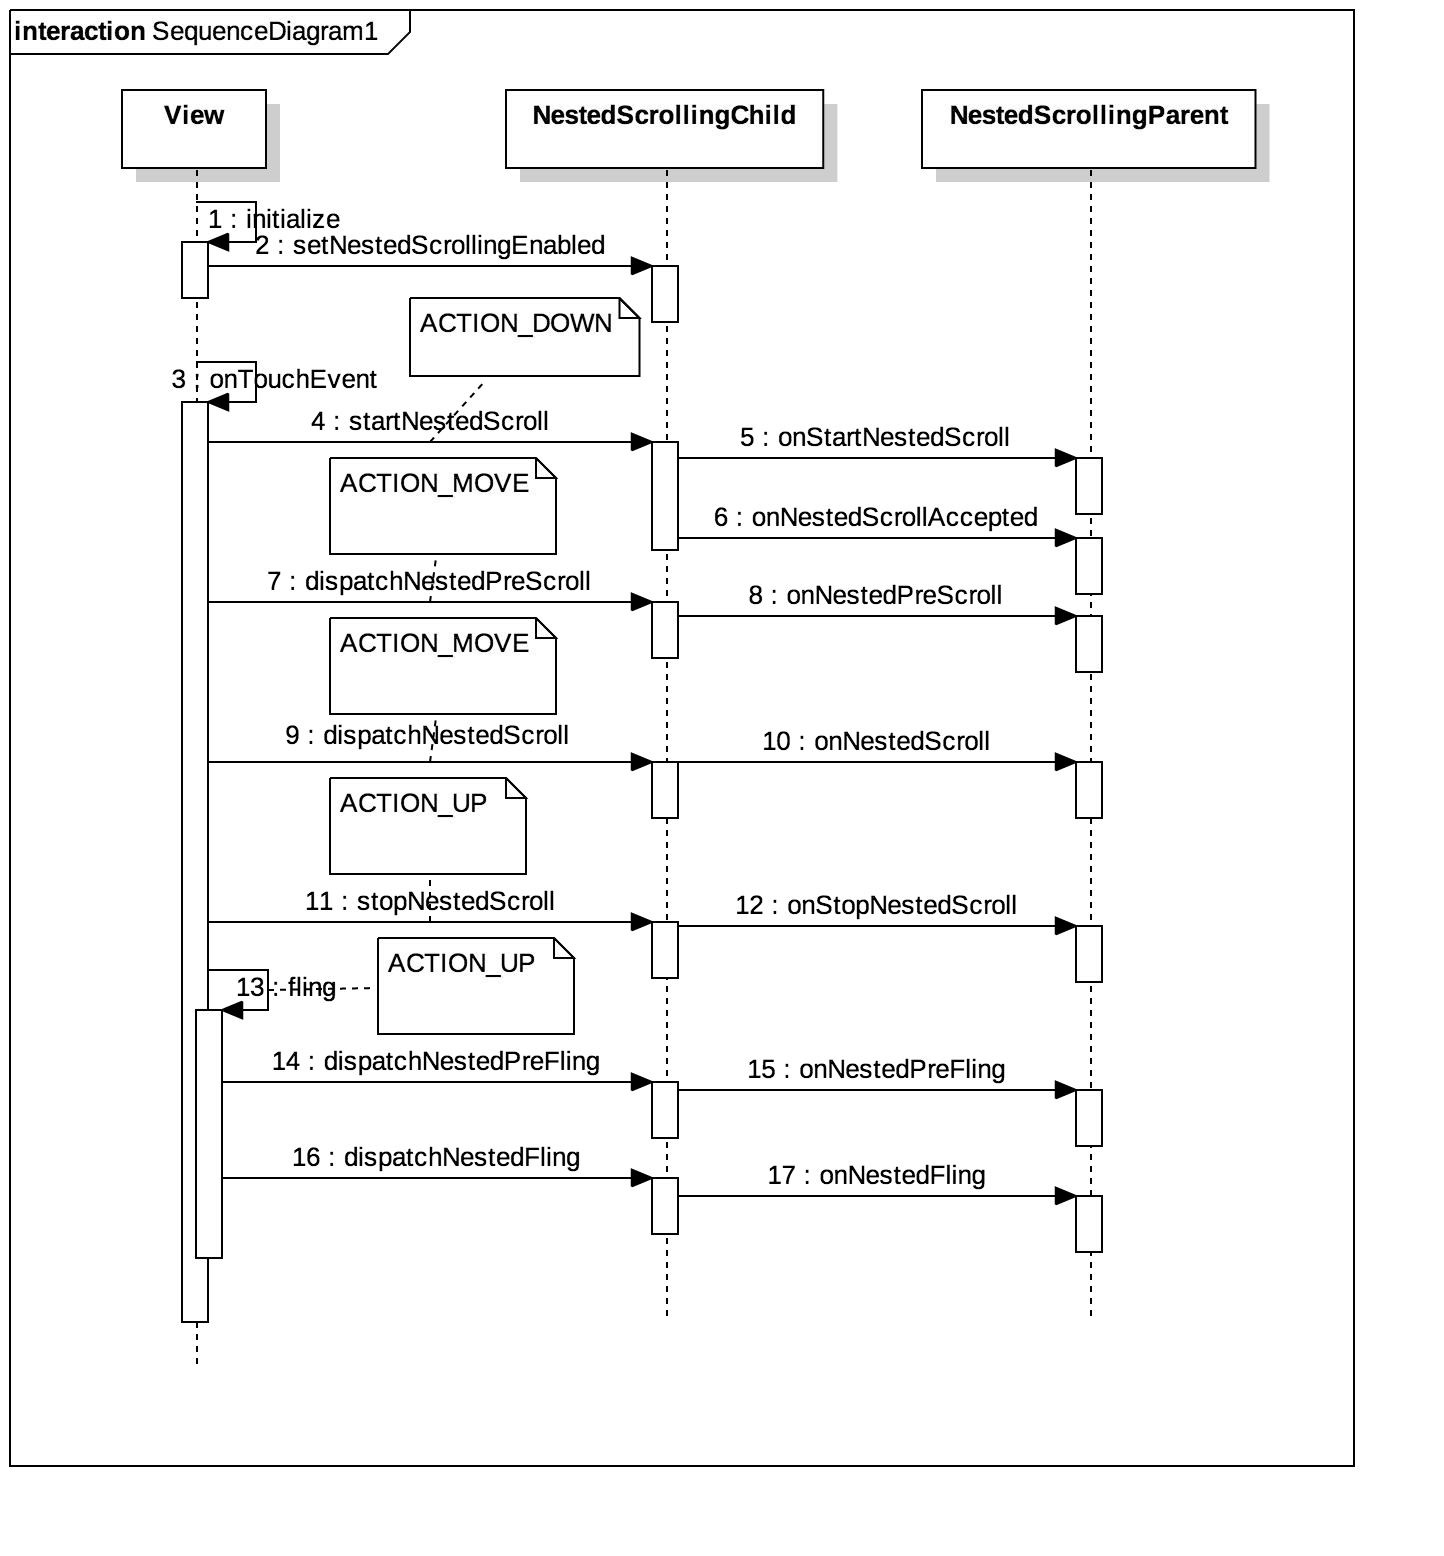 interaction SequenceDiagram1
View
NestedScrollingChild
NestedScrollingParent
1 : initialize
2 : setNestedScrollingEnabled
ACTION_DOWN
3 : onTouchEvent
4 : startNestedScroll
5 : onStartNestedScroll
ACTION_MOVE
6 : onNestedScrollAccepted
7 : dispatchNestedPreScroll
8 : onNestedPreScroll
ACTION_MOVE
9 : dispatchNestedScroll
10 : onNestedScroll
ACTION_UP
11 : stopNestedScroll
12 : onStopNestedScroll
ACTION_UP
13 : fling
14 : dispatchNestedPreFling
15 : onNestedPreFling
16 : dispatchNestedFling
17 : onNestedFling